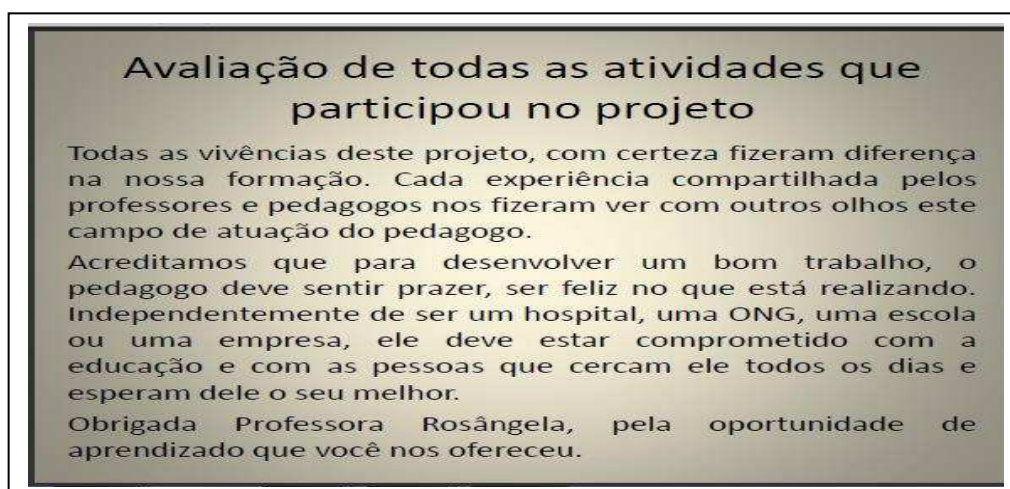 Avaliação de todas as atividades que
participou no projeto
Todas as vivências deste projeto, com certeza fizeram diferença
na nossa formação. Cada experiência compartilhada pelos
professores e pedagogos nos fizeram ver com outros olhos este
campo de atuação do pedagogo.
Acreditamos que para desenvolver um bom trabalho, o
pedagogo deve sentir prazer, ser feliz no que está realizando.
Independentemente de ser um hospital, uma ONG, uma escola
ou uma empresa, ele deve estar comprometido com a
educação e com as pessoas que cercam ele todos os dias e
esperam dele o seu melhor.
Obrigada Professora Rosângela, pela oportunidade de
aprendizado que você nos ofereceu.